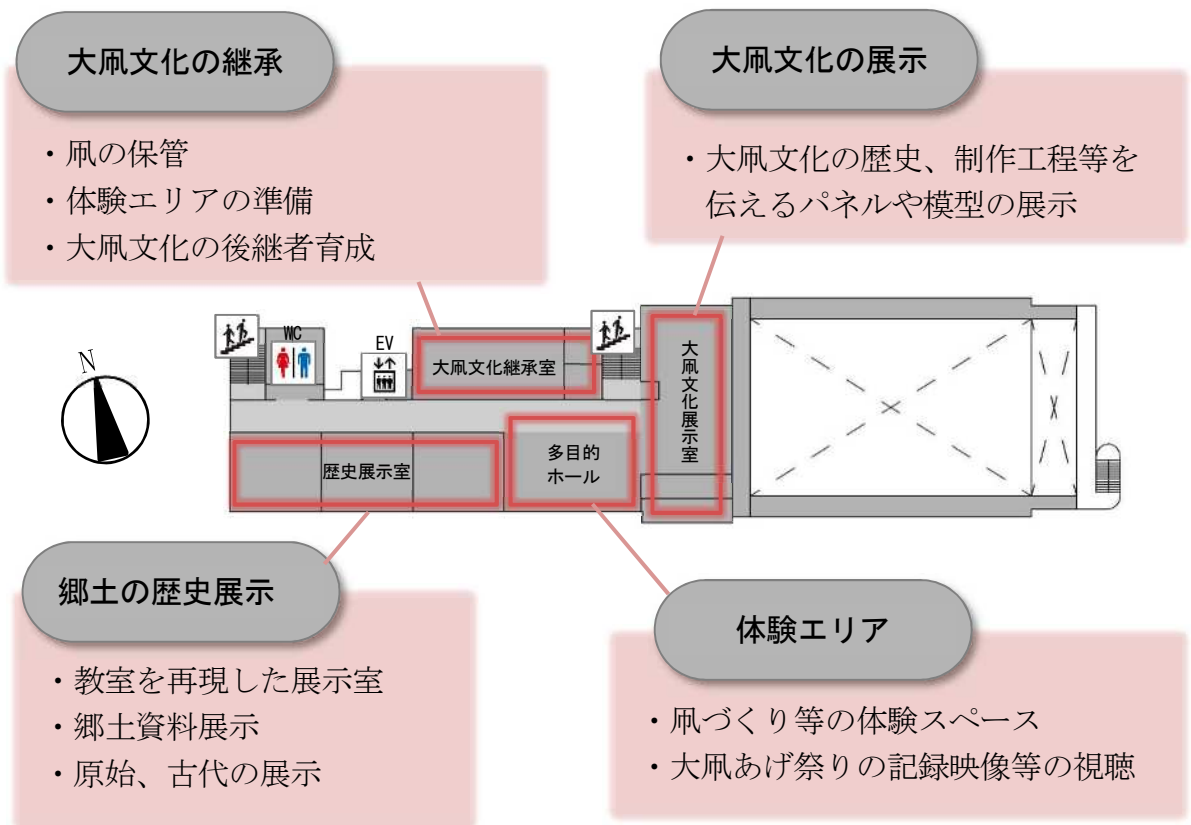 大凧文化の継承
・凧の保管
・体験エリアの準備
・大凧文化の後継者育成
大凧文化の展示
・大凧文化の歴史、制作工程等を
伝えるパネルや模型の展示
N
WC
EV
大凧文化継承室
大凧文化展示室
歴史展示室
多目的
ホール
郷土の歴史展示
・教室を再現した展示室
・郷土資料展示
・原始、古代の展示
体験エリア
・凧づくり等の体験スペース
・大凧あげ祭りの記録映像等の視聴